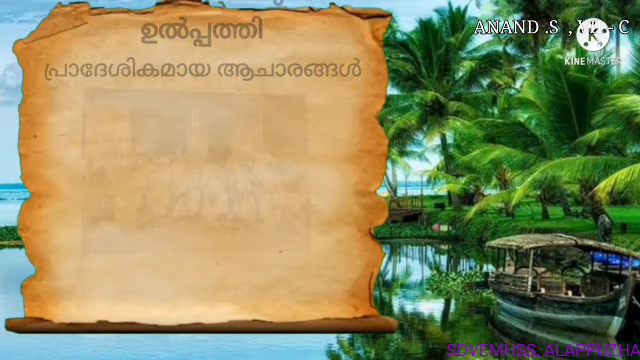 ഉൽപ്പത്തി
പ്രാദേശികമായ ആചാരങ്ങൾ
ANAND .S ,
- C
KINEMASTER
SDVEMHSS, ALAPPUZHA